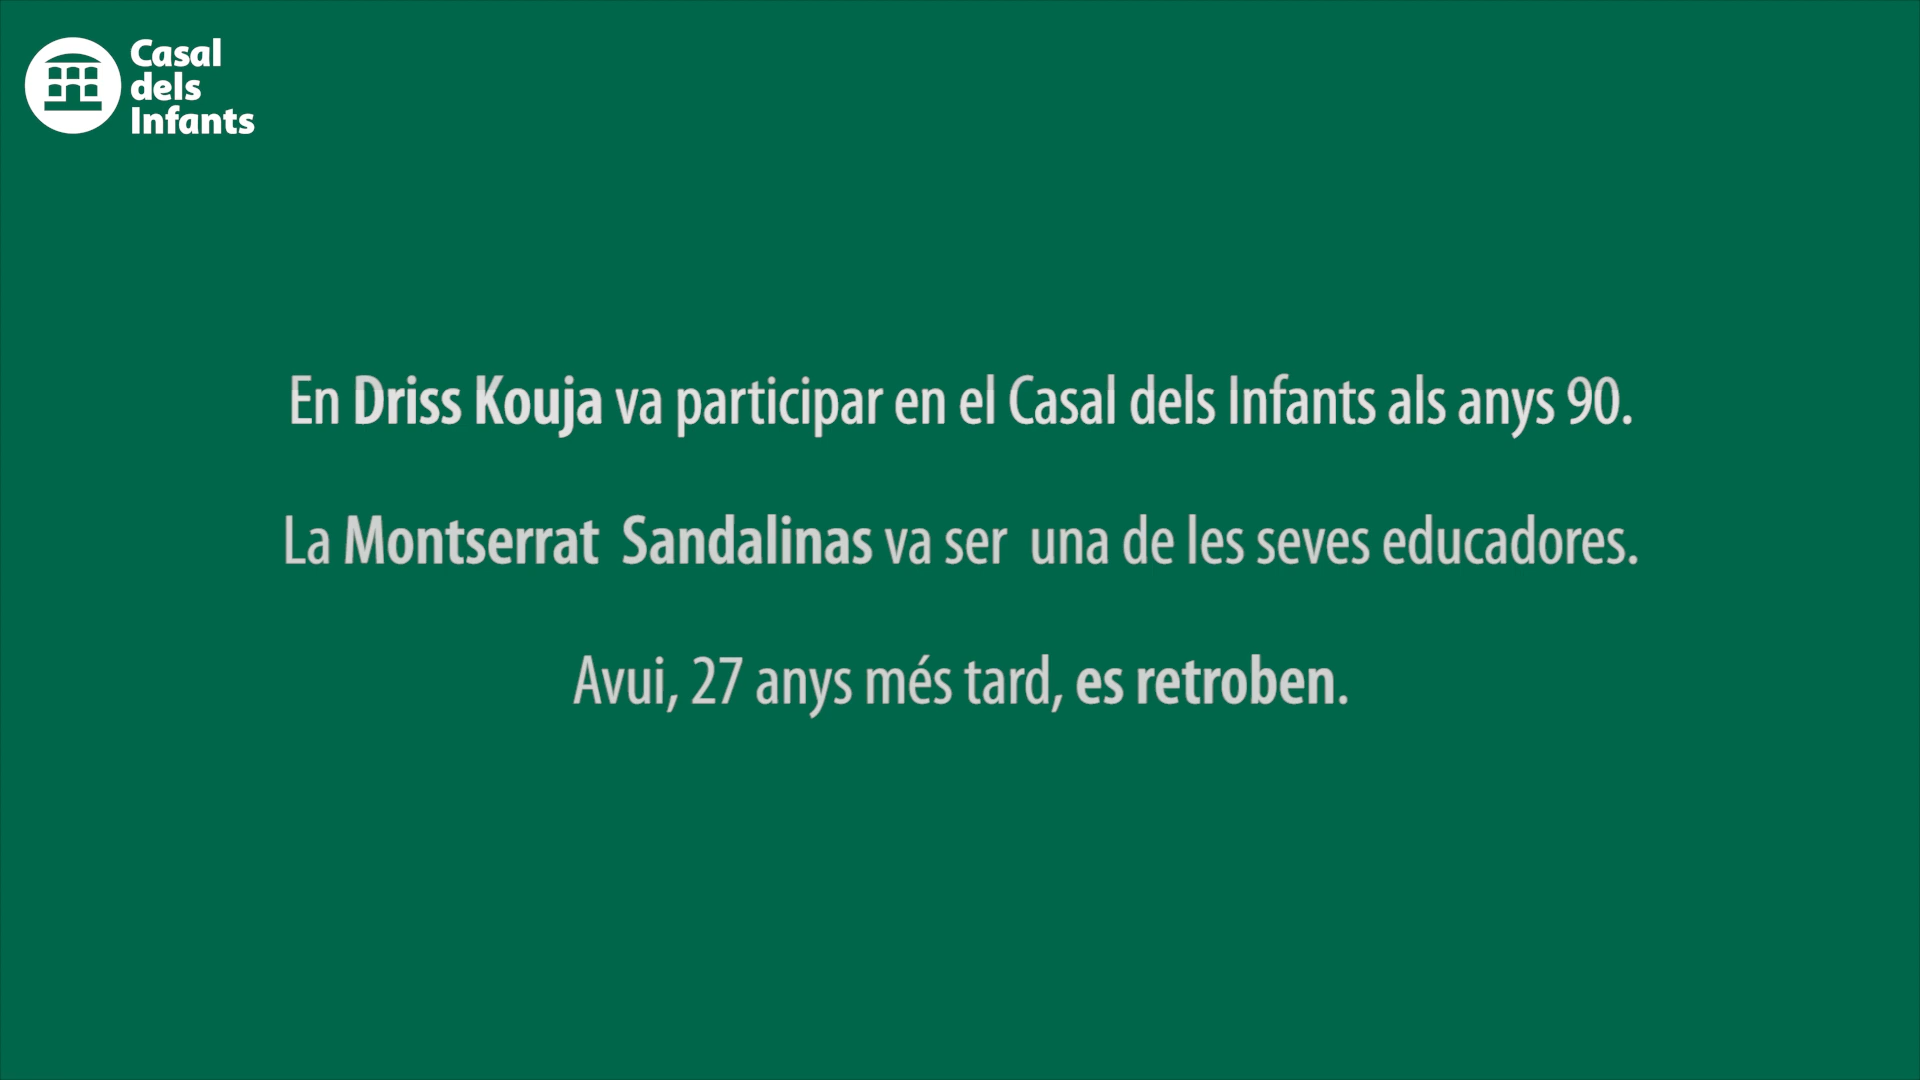 Casal
dels
Infants
En Driss Kouja va participar en el Casal dels Infants als anys 90.
La Montserrat Sandalinas va ser una de les seves educadores.
Avui, 27 anys més tard, es retroben.